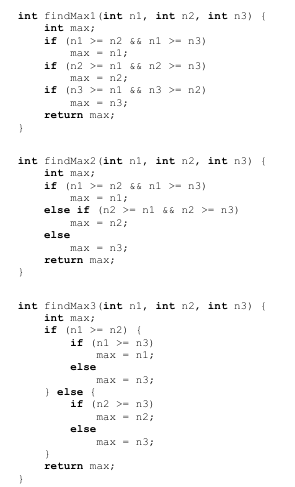 int findMax1(int n1, int n2, int n3) {
    int max;
    if (n1 >= n2 && n1 >= n3)
        max = n1;
    if (n2 >= n1 && n2 >= n3)
        max = n2;
    if (n3 >= n1 && n3 >= n2)
        max = n3;
    return max;
}

int findMax2(int n1, int n2, int n3) {
    int max;
    if (n1 >= n2 && n1 >= n3)
        max = n1;
    else if (n2 >= n1 && n2 >= n3)
        max = n2;
    else
        max = n3;
    return max;
}

int findMax3(int n1, int n2, int n3) {
    int max;
    if (n1 >= n2) {
        if (n1 >= n3)
            max = n1;
        else
            max = n3;
    } else {
        if (n2 >= n3)
            max = n2;
        else
            max = n3;
    }
    return max;
}